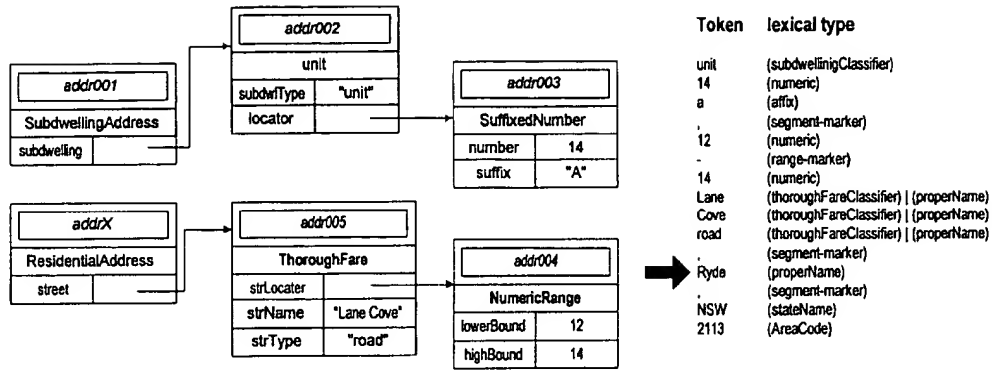 addr001
SubdwellingAddress
subdwelling
addr002
unit
subdwlType "unit"
locator
addr003
SuffixedNumber
number 14
suffix "A"
addrX
ResidentialAddress
street
addr005
ThoroughFare
strLocater
strName "Lane Cove"
strType "road"
addr004
NumericRange
lowerBound 12
highBound 14
Token lexical type
unit (subdwellinigClassifier)
14 (numeric)
a (affix)
, (segment-marker)
12 (numeric)
- (range-marker)
14 (numeric)
Lane (thoroughFareClassifier) | (properName)
Cove (thoroughFareClassifier) | (properName)
road (thoroughFareClassifier) | (properName)
, (segment-marker)
Ryde (properName)
, (segment-marker)
NSW (stateName)
2113 (AreaCode)